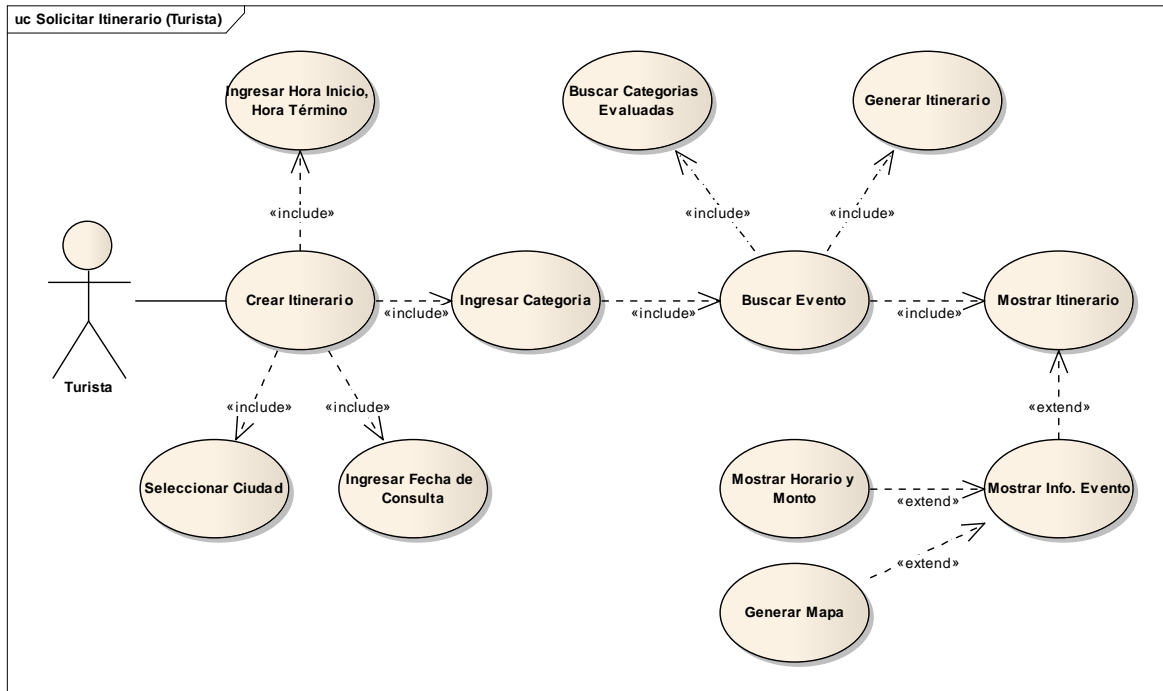 uc Solicitar Itinerario (Turista)
Ingresar Hora Inicio,
Hora Término
Buscar Categorias
Evaluadas
Generar Itinerario
«include»
«include»
«include»
Turista
Crear Itinerario
«include»
Ingresar Categoria
«include»
Buscar Evento
«include»
Mostrar Itinerario
«include»
«include»
«extend»
Seleccionar Ciudad
Ingresar Fecha de
Consulta
Mostrar Horario y
Monto
«extend»
Mostrar Info. Evento
«extend»
Generar Mapa